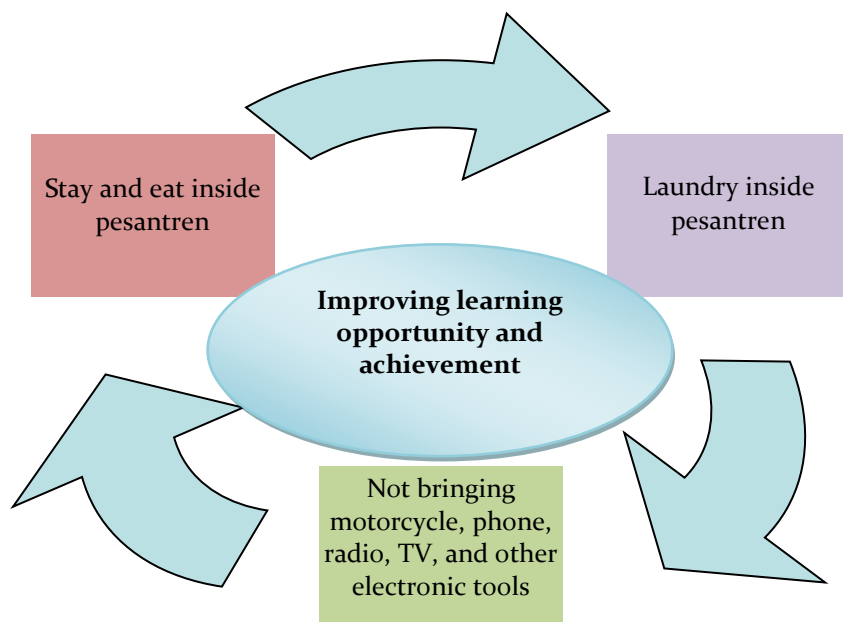 Stay and eat inside
pesantren
Laundry inside
pesantren
Improving learning
opportunity and
achievement
Not bringing
motorcycle, phone,
radio, TV, and other
electronic tools